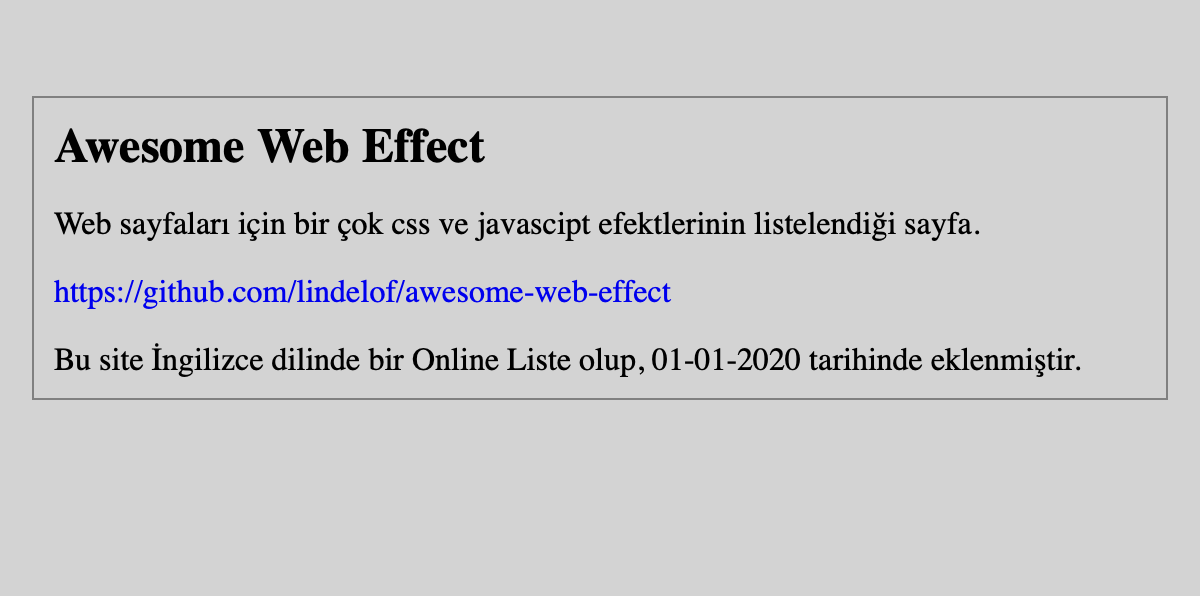 Awesome Web Effect
Web sayfaları için bir çok css ve javascipt efektlerinin listelendiği sayfa.
https://github.com/lindelof/awesome-web-effect
Bu site İngilizce dilinde bir Online Liste olup, 01-01-2020 tarihinde eklenmiştir.